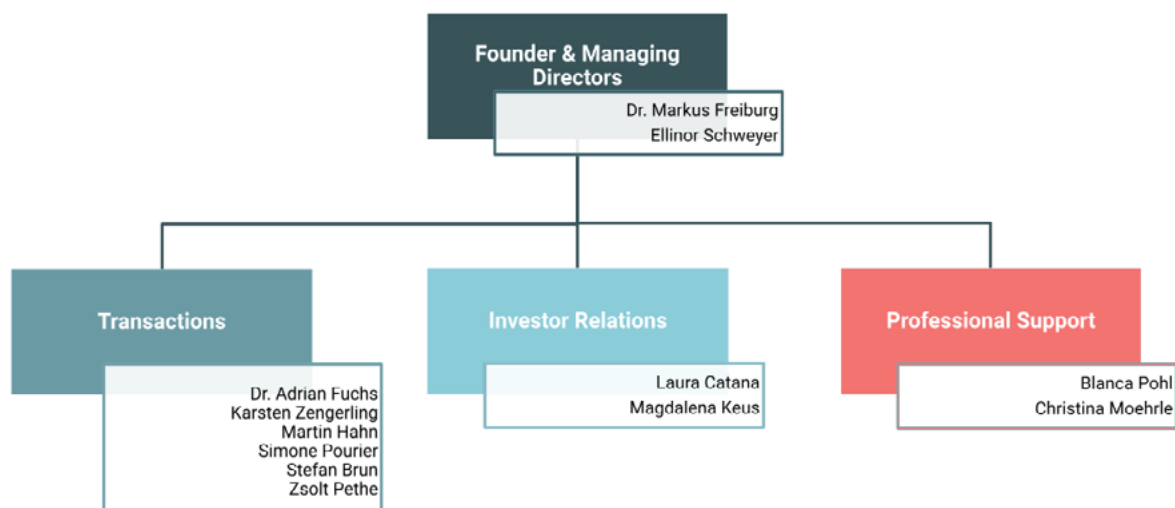 Founder & Managing
Directors
Dr. Markus Freiburg
Ellinor Schweyer
Transactions
Dr. Adrian Fuchs
Karsten Zengerling
Martin Hahn
Simone Pourier
Stefan Brun
Zsolt Pethe
Investor Relations
Laura Catana
Magdalena Keus
Professional Support
Blanca Pohl
Christina Moehrle